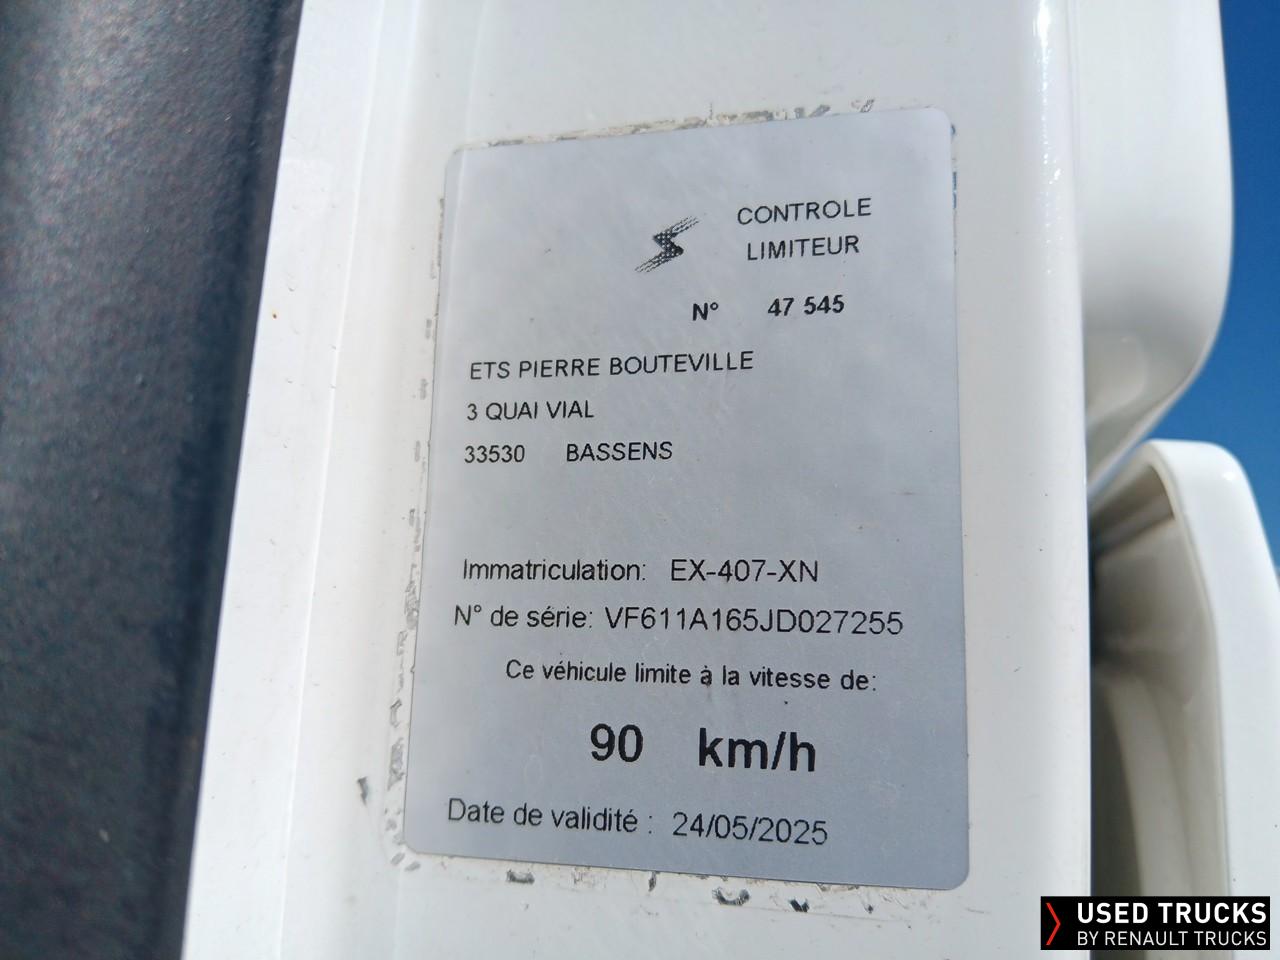 CONTROLE
LIMITEUR
N° 47 545
ETS PIERRE BOUTEVILLE
3 QUAI VIAL
33530 BASSENS
Immatriculation: EX-407-XN
N° de série: VF611A165JD027255
Ce véhicule limite à la vitesse de:
90 km/h
Date de validité : 24/05/2025
USED TRUCKS
BY RENAULT TRUCKS